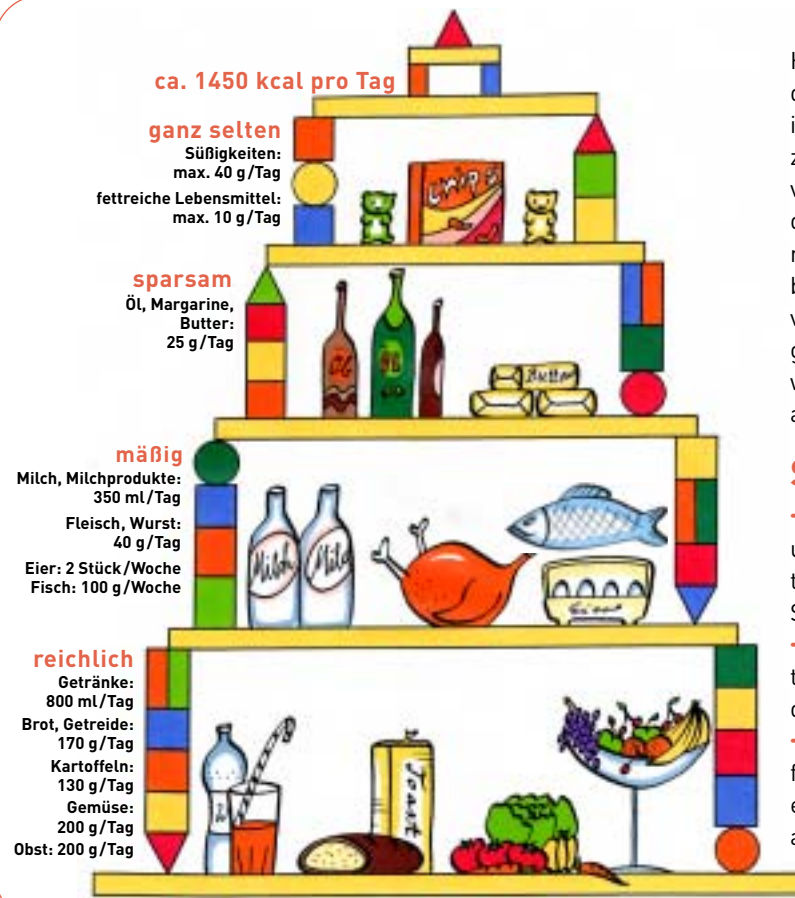 ca. 1450 kcal pro Tag
ganz selten
Süßigkeiten:
max. 40 g/Tag
fettreiche Lebensmittel:
max. 10 g/Tag
sparsam
Öl, Margarine,
Butter:
25 g/Tag
Butter
mäßig
Milch, Milchprodukte:
350 ml/Tag
Fleisch, Wurst:
40 g/Tag
Eier: 2 Stück/Woche
Fisch: 100 g/Woche
Milch
Milc
Eier
reichlich
Getränke:
800 ml/Tag
Brot, Getreide:
170 g/Tag
Kartoffeln:
130 g/Tag
Gemüse:
200 g/Tag
Obst: 200 g/Tag
Toast